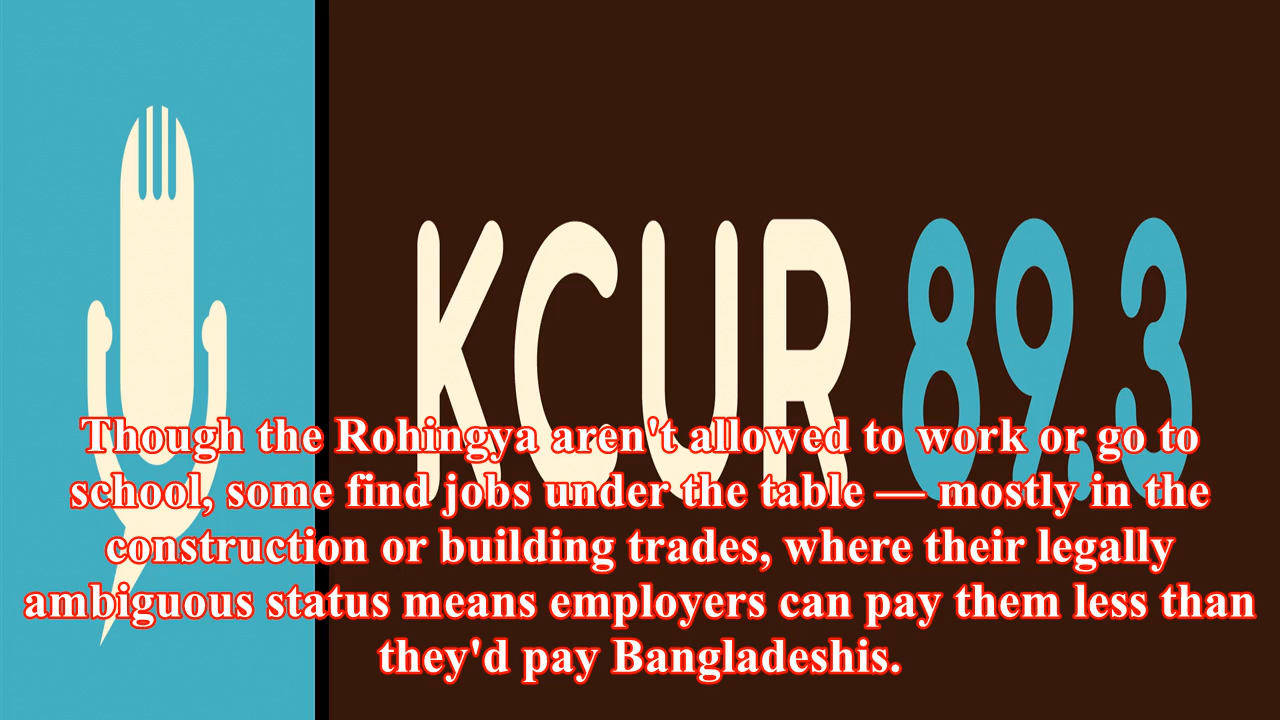 KCUR 89.3
Though the Rohingya aren't allowed to work or go to
school, some find jobs under the table — mostly in the
construction or building trades, where their legally
ambiguous status means employers can pay them less than
they'd pay Bangladeshis.